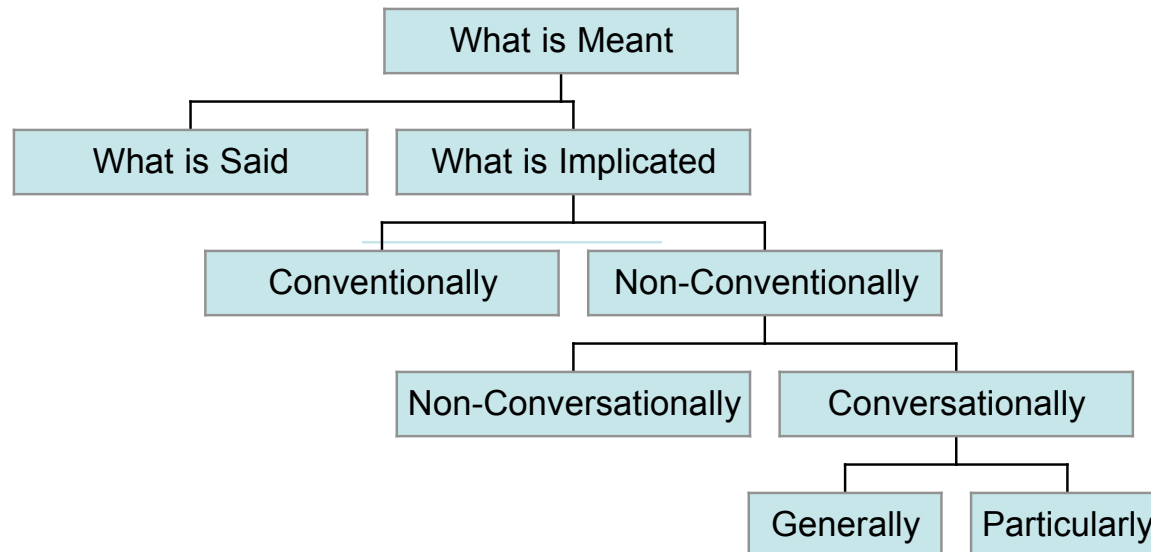 What is Meant
What is Said
What is Implicated
Conventionally
Non-Conventionally
Non-Conversationally
Conversationally
Generally
Particularly